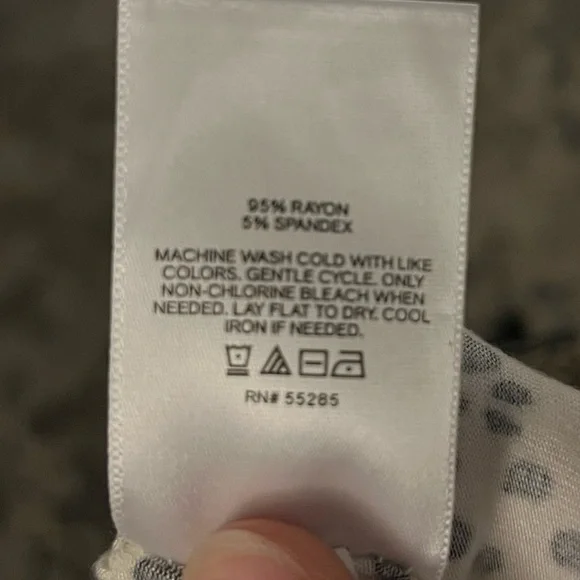 95% RAYON
5% SPANDEX
MACHINE WASH COLD WITH LIKE
COLORS. GENTLE CYCLE. ONLY
NON-CHLORINE BLEACH WHEN
NEEDED. LAY FLAT TO DRY. COOL
IRON IF NEEDED.
RN# 55285